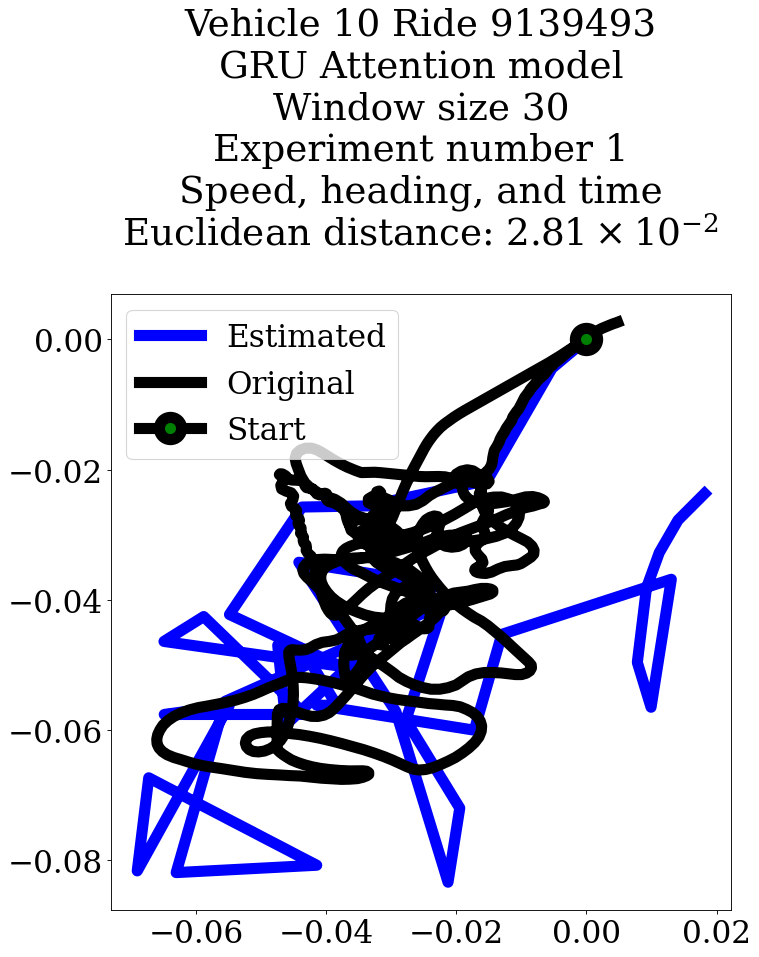 Vehicle 10 Ride 9139493
GRU Attention model
Window size 30
Experiment number 1
Speed, heading, and time
Euclidean distance: 2.81 × 10⁻²
Estimated
Original
Start
0.00
−0.02
−0.04
−0.06
−0.08
−0.06 −0.04 −0.02 0.00 0.02